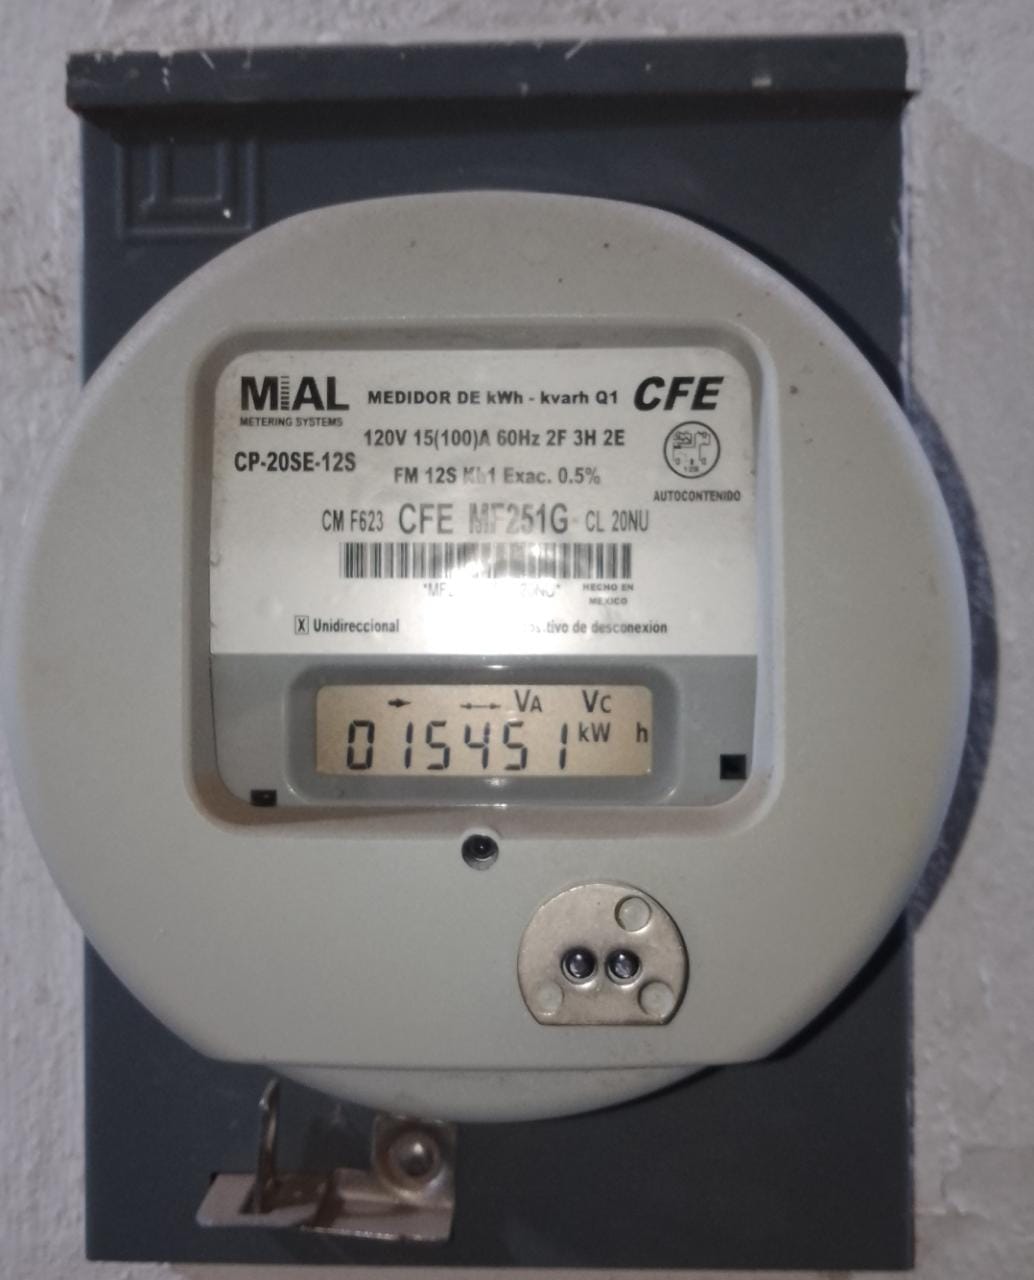 MIAL
METERING SYSTEMS
MEDIDOR DE kWh - kvarh Q1
CFE
120V 15(100)A 60Hz 2F 3H 2E
CP-20SE-12S
FM 12S Kh1 Exac. 0.5%
AUTOCONTENIDO
CM F623 CFE MF251G CL 20NU
HECHO EN
MEXICO
X Unidireccional
de desconexión
VA VC
015451 kW h